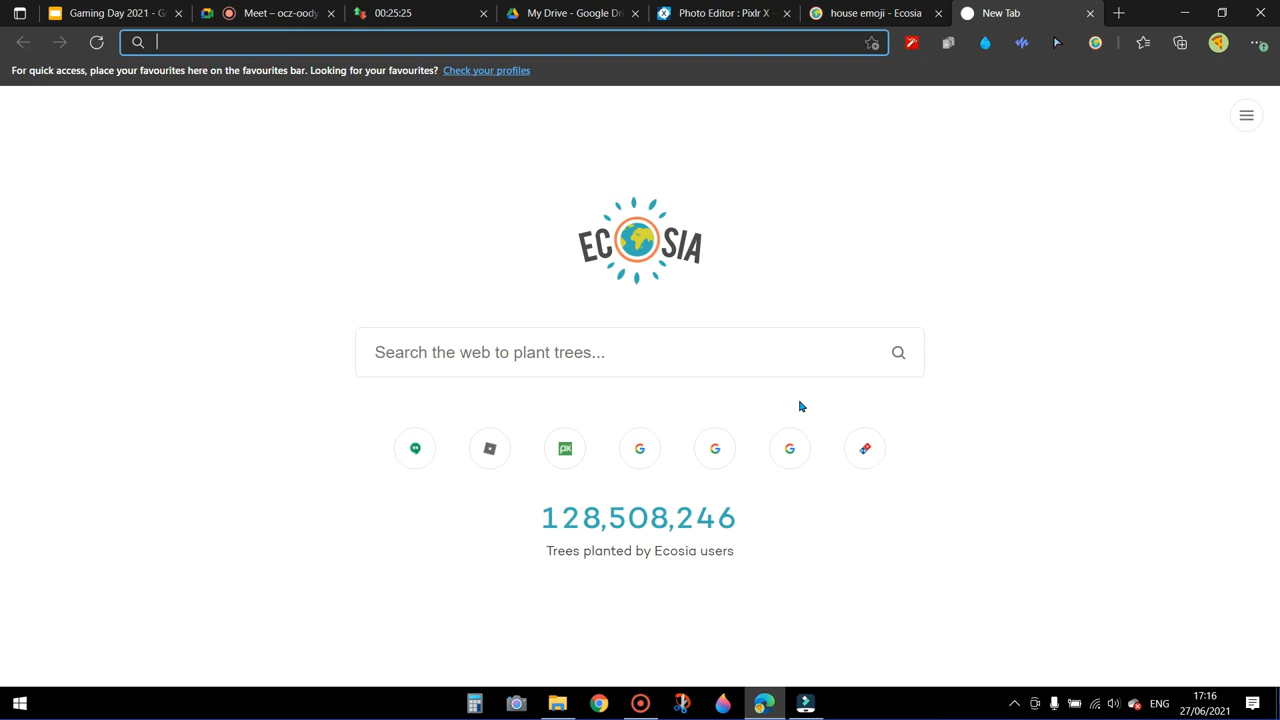 Gaming Day 2021 - G
Meet – ocz-oody
00:25:25
My Drive - Google Dr
Photo Editor : Pixlr X
house emoji - Ecosia
New Tab
For quick access, place your favourites here on the favourites bar. Looking for your favourites? Check your profiles
ECOSIA
Search the web to plant trees...
px
128,508,246
Trees planted by Ecosia users
ENG
17:16
27/06/2021